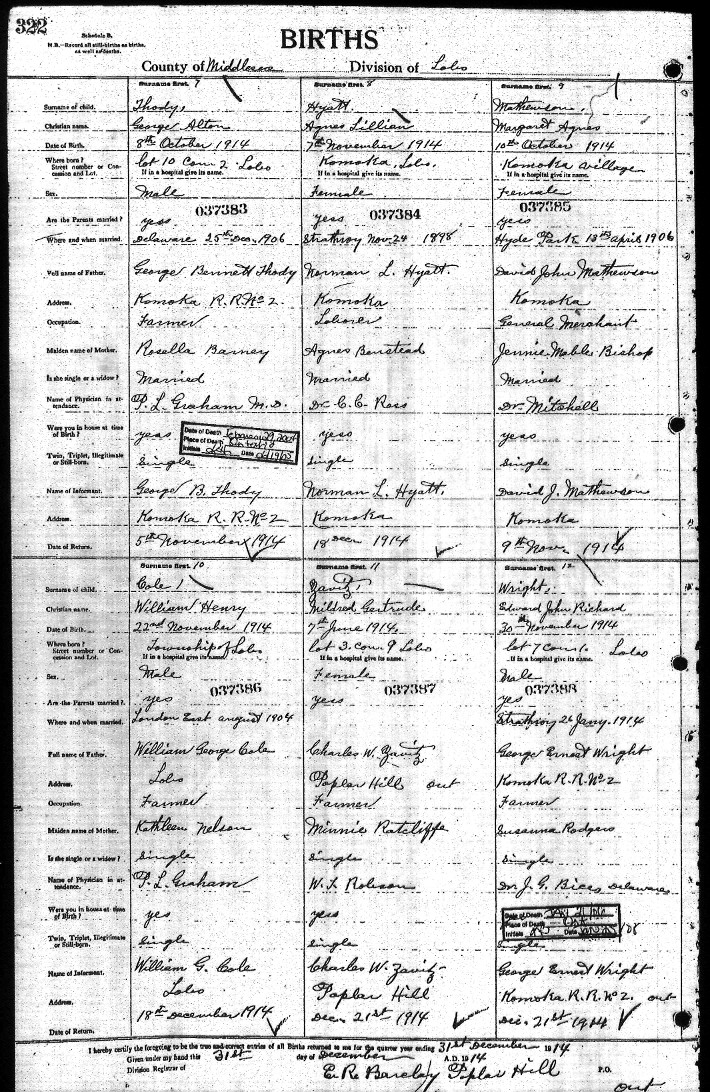 322
Schedule B.
N.B.—Record all still-births as births, as well as deaths.
BIRTHS
County of Middlesex Division of Lobo
Surname first. 7 Surname first. 8 Surname first. 9
Surname of child. Thody, Hyatt. Mathewson,
Christian name. George Alton Agnes Lillian Margaret Agnes
Date of Birth. 8th October 1914 7th November 1914 10th October 1914
Where born? lot 10 Con. 2 Lobo Komoka, Lobo, Komoka village
Street number or Concession and Lot. If in a hospital give its name. If in a hospital give its name. If in a hospital give its name.
Sex. Male Female Female
037383 037384 037385
Are the Parents married? yess yess yess
Where and when married. Delaware 25th Dec. 1906 Strathroy Nov. 24 1898 Hyde Park 18th April 1906
Full name of Father. George Bennett Thody Norman L. Hyatt. David John Mathewson
Address. Komoka R.R. No 2. Komoka Komoka
Occupation. Farmer Laborer General Merchant
Maiden name of Mother. Rosella Barney Agnes Benstead Jennie Mable Bishop
Is she single or a widow? Married Married Married
Name of Physician in attendance. P. L. Graham M.D. Dr. C. C. Ross Dr. Mitchell
Were you in house at time of Birth? yess yess yess
Date of Death
Place of Death
Initials Date
Twin, Triplet, Illegitimate or Still-born. Single Single Single
Name of Informant. George B. Thody Norman L. Hyatt. David J. Mathewson
Address. Komoka R.R. No 2 Komoka Komoka
Date of Return. 5th November 1914 18 Dec 1914 9th Nov. 1914
Surname first. 10 Surname first. 11 Surname first. 12
Surname of child. Cole Zavitz, Wright,
Christian name. William Henry Mildred Gertrude Edward John Richard
Date of Birth. 22nd November 1914 7th June 1914, 30th November 1914
Where born? Township of Lobo lot 3. con. 9 Lobo lot 7 Con. 1. Lobo
Street number or Concession and Lot. If in a hospital give its name. If in a hospital give its name. If in a hospital give its name.
Sex. Male Female Male
037386 037387 037388
Are the Parents married? yes yess yes
Where and when married. London East august 1904 Strathroy 26 Jany. 1914
Full name of Father. William George Cole Charles W. Zavitz George Ernest Wright
Address. Lobo Poplar Hill out Komoka R.R. No 2
Occupation. Farmer Farmer Farmer
Maiden name of Mother. Kathleen Nelson Minnie Ratcliffe Susanna Rodgers
Is she single or a widow? Single Single Single
Name of Physician in attendance. P. L. Graham W. F. Robison Dr. J. G. Delaware
Were you in house at time of Birth? yes yess
Date of Death
Place of Death
Initials Date
Twin, Triplet, Illegitimate or Still-born. Single Single Single
Name of Informant. William G. Cole Charles W. Zavitz George Ernest Wright
Address. Lobo Poplar Hill Komoka R.R. No 2. out
Date of Return. 18th December 1914 Dec. 21st 1914 Dec. 21st 1914
I hereby certify the foregoing to be the true and correct entries of all Births returned to me for the quarter year ending 31st December 1914
Given under my hand this 31st day of December A.D. 1914
Division Registrar of E. R. Barclay Poplar Hill P.O.
out